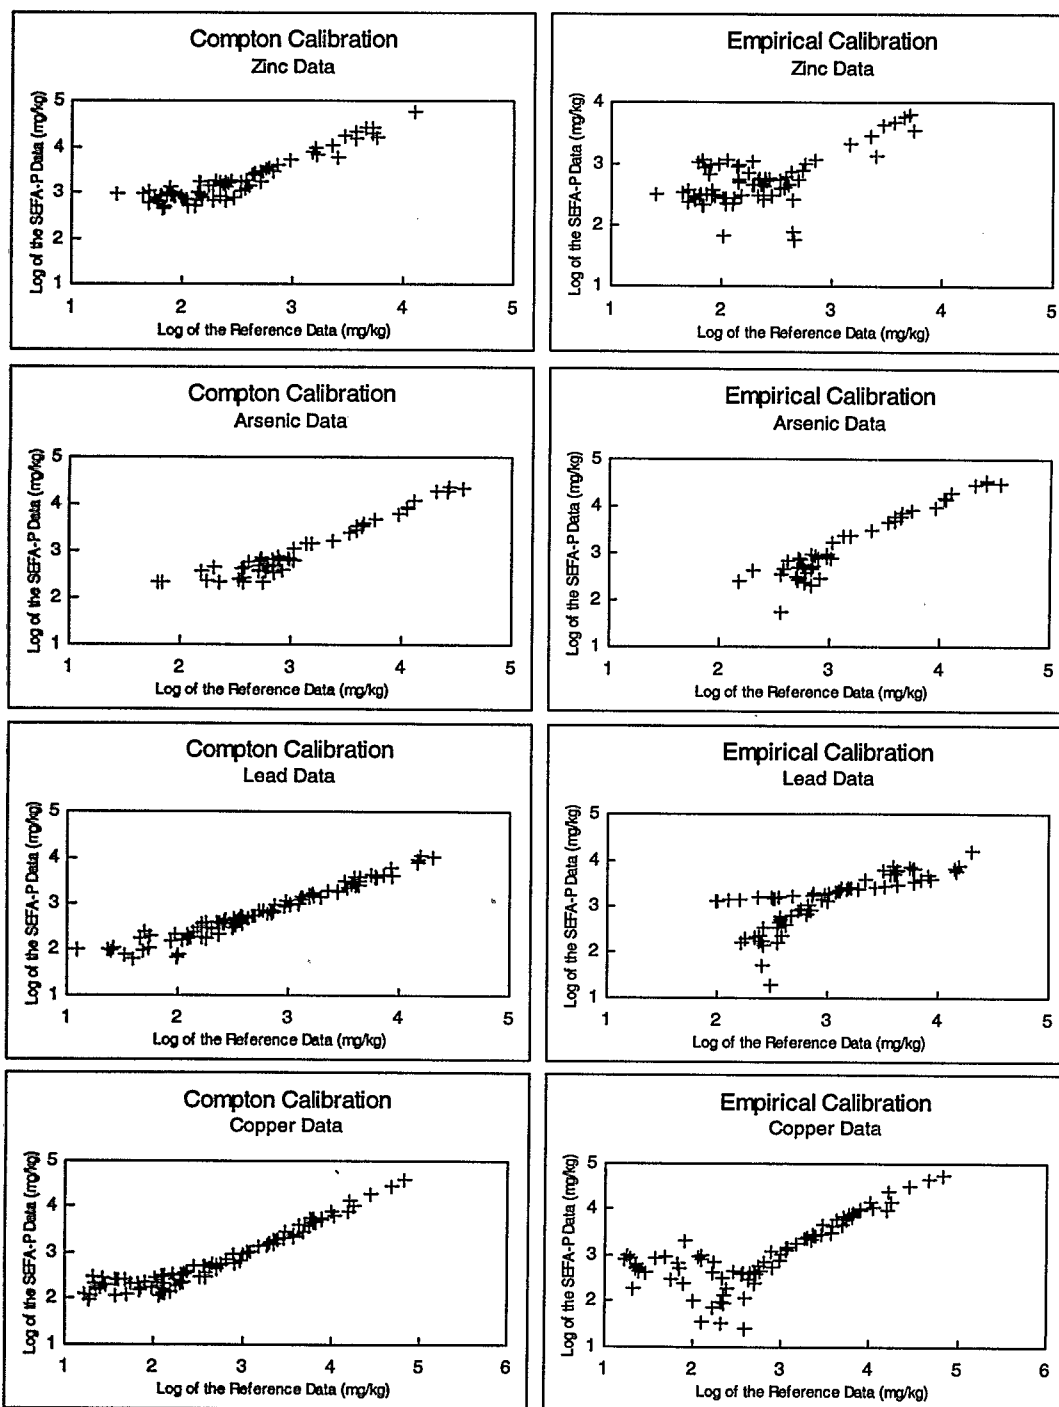 Compton Calibration
Zinc Data
Log of the SEFA-P Data (mg/kg)
5
4
3
2
1
1 2 3 4 5
Log of the Reference Data (mg/kg)
Empirical Calibration
Zinc Data
Log of the SEFA-P Data (mg/kg)
4
3
2
1
1 2 3 4 5
Log of the Reference Data (mg/kg)
Compton Calibration
Arsenic Data
Log of the SEFA-P Data (mg/kg)
5
4
3
2
1
1 2 3 4 5
Log of the Reference Data (mg/kg)
Empirical Calibration
Arsenic Data
Log of the SEFA-P Data (mg/kg)
5
4
3
2
1
1 2 3 4 5
Log of the Reference Data (mg/kg)
Compton Calibration
Lead Data
Log of the SEFA-P Data (mg/kg)
5
4
3
2
1
1 2 3 4 5
Log of the Reference Data (mg/kg)
Empirical Calibration
Lead Data
Log of the SEFA-P Data (mg/kg)
5
4
3
2
1
1 2 3 4 5
Log of the Reference Data (mg/kg)
Compton Calibration
Copper Data
Log of the SEFA-P Data (mg/kg)
5
4
3
2
1
1 2 3 4 5 6
Log of the Reference Data (mg/kg)
Empirical Calibration
Copper Data
Log of the SEFA-P Data (mg/kg)
5
4
3
2
1
1 2 3 4 5 6
Log of the Reference Data (mg/kg)